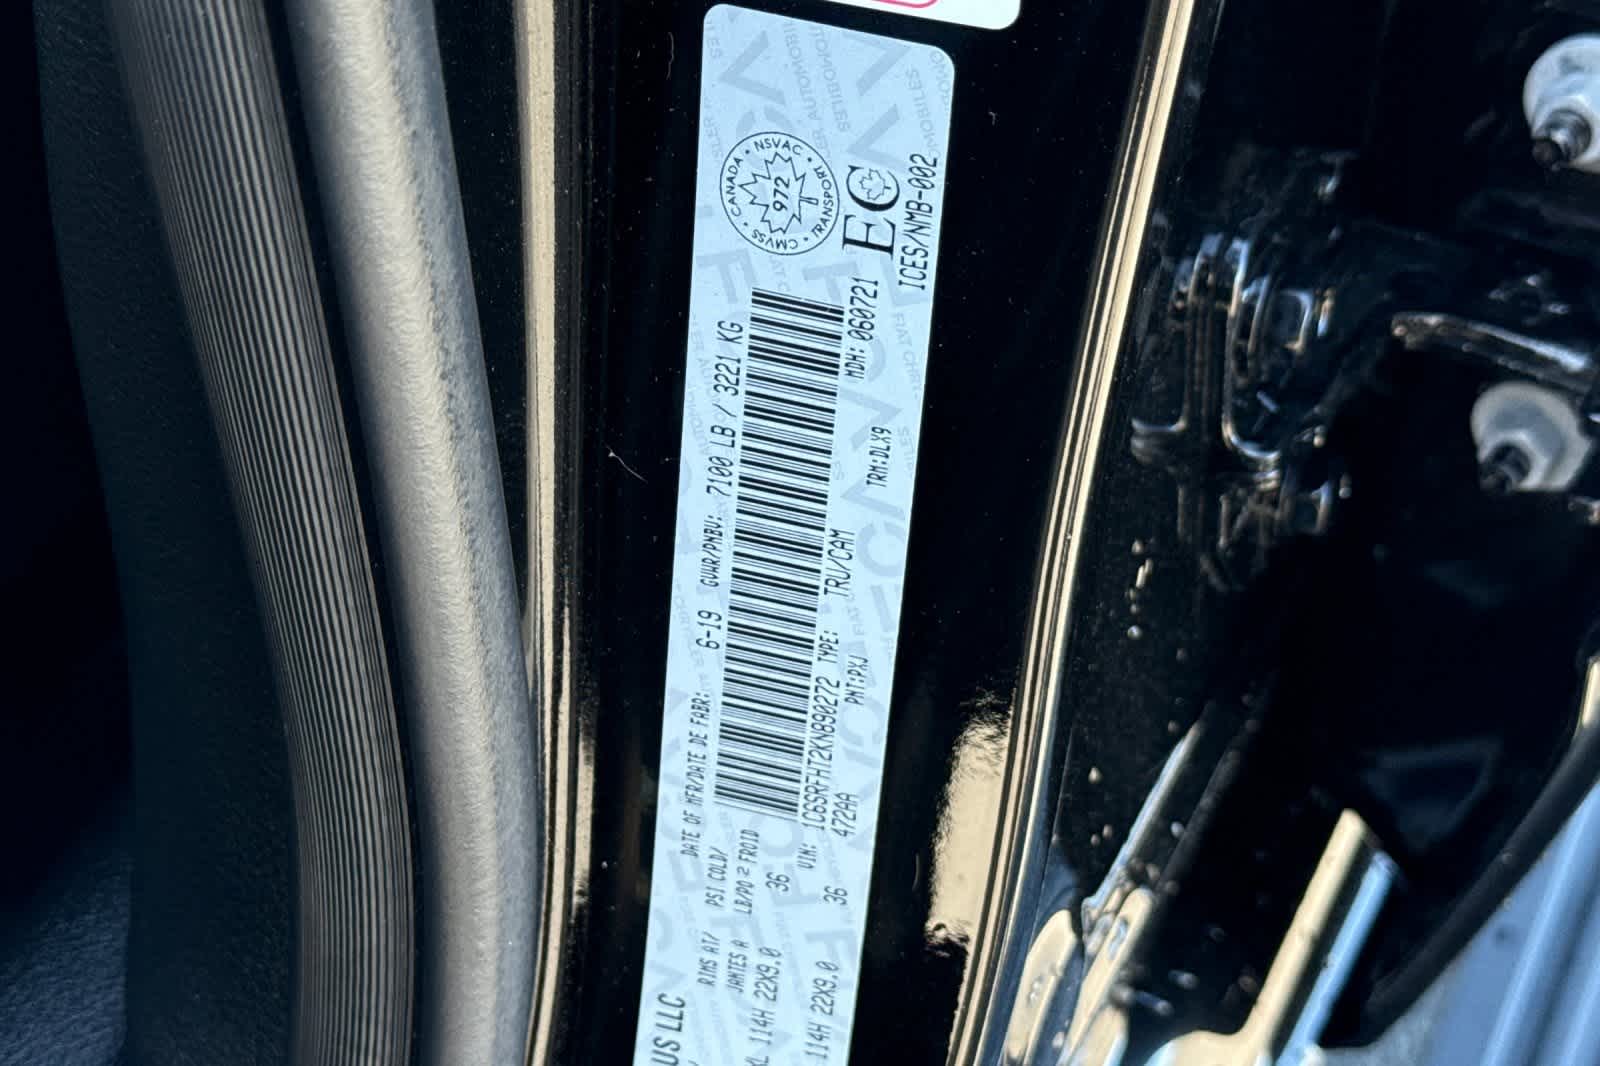 US LLC
DATE OF MFR/DATE DE FABR: 6-19 GVWR/PNBV: 7100 LB / 3221 KG
RIMS AT/ PSI COLD/
JANTES A LB/PO2 FROID
XL 114H 22X9.0 36
VIN: 1C6SRFHT2KN890272 TYPE: TRU/CAM MDH: 060721
114H 22X9.0 36 472AA PNT:PXJ TRM:DLX9
CANADA · NSVAC · TRANSPORT · CMVSS
972
EC
ICES/NMB-002